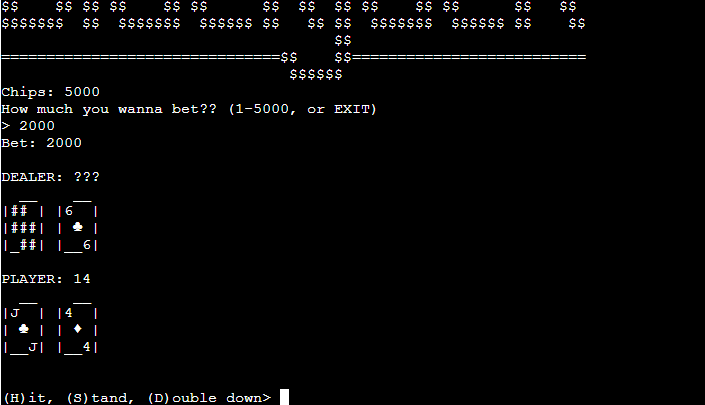 $$    $$ $$ $$    $$ $$      $$  $$  $$ $$ $$    $$ $$      $$   $$
$$$$$$$  $$  $$$$$$$  $$$$$$ $$   $$ $$  $$$$$$$  $$$$$$ $$    $$
$$
===============================$$    $$==========================
$$$$$$
Chips: 5000
How much you wanna bet?? (1-5000, or EXIT)
> 2000
Bet: 2000
DEALER: ???
 __    __
|## | |6  |
|###| | ♣ |
|_##| |__6|
PLAYER: 14
 __    __
|J  | |4  |
| ♣ | | ♦ |
|__J| |__4|
(H)it, (S)tand, (D)ouble down>